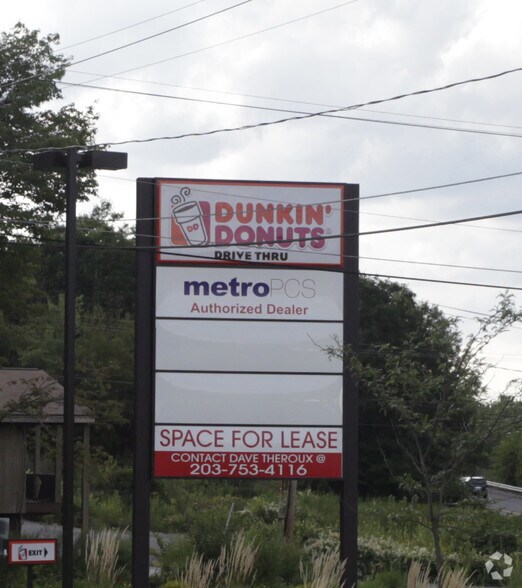 DUNKIN'
DONUTS
DRIVE THRU
metroPCS
Authorized Dealer
SPACE FOR LEASE
CONTACT DAVE THEROUX @
203-753-4116
EXIT